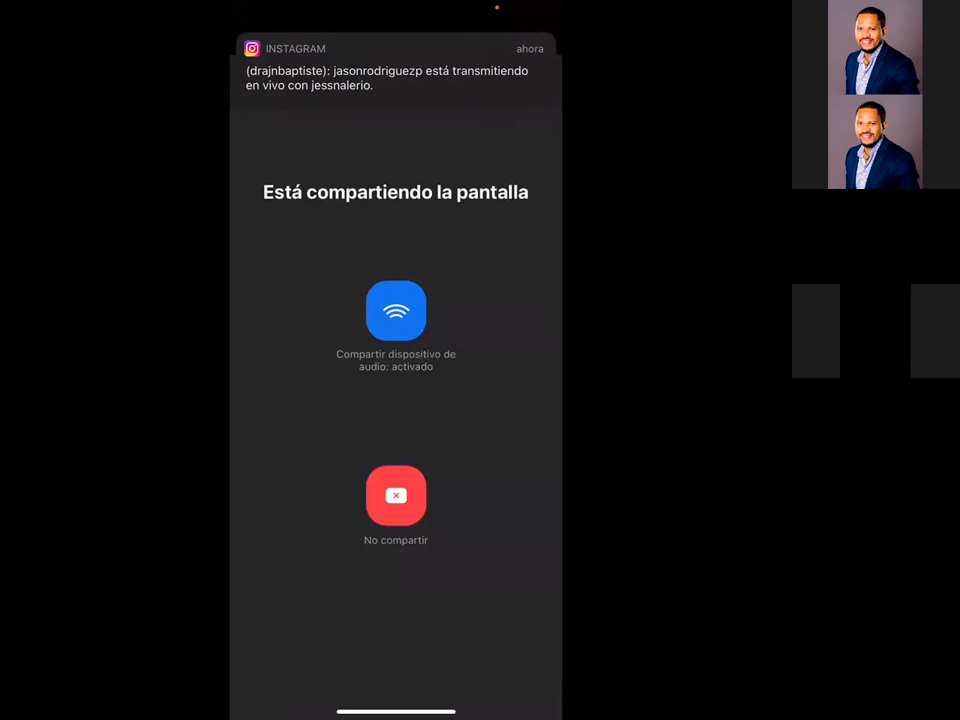 INSTAGRAM
ahora
(drajnbaptiste): jasonrodriguezp está transmitiendo
en vivo con jessnalerio.
Está compartiendo la pantalla
Compartir dispositivo de
audio: activado
No compartir